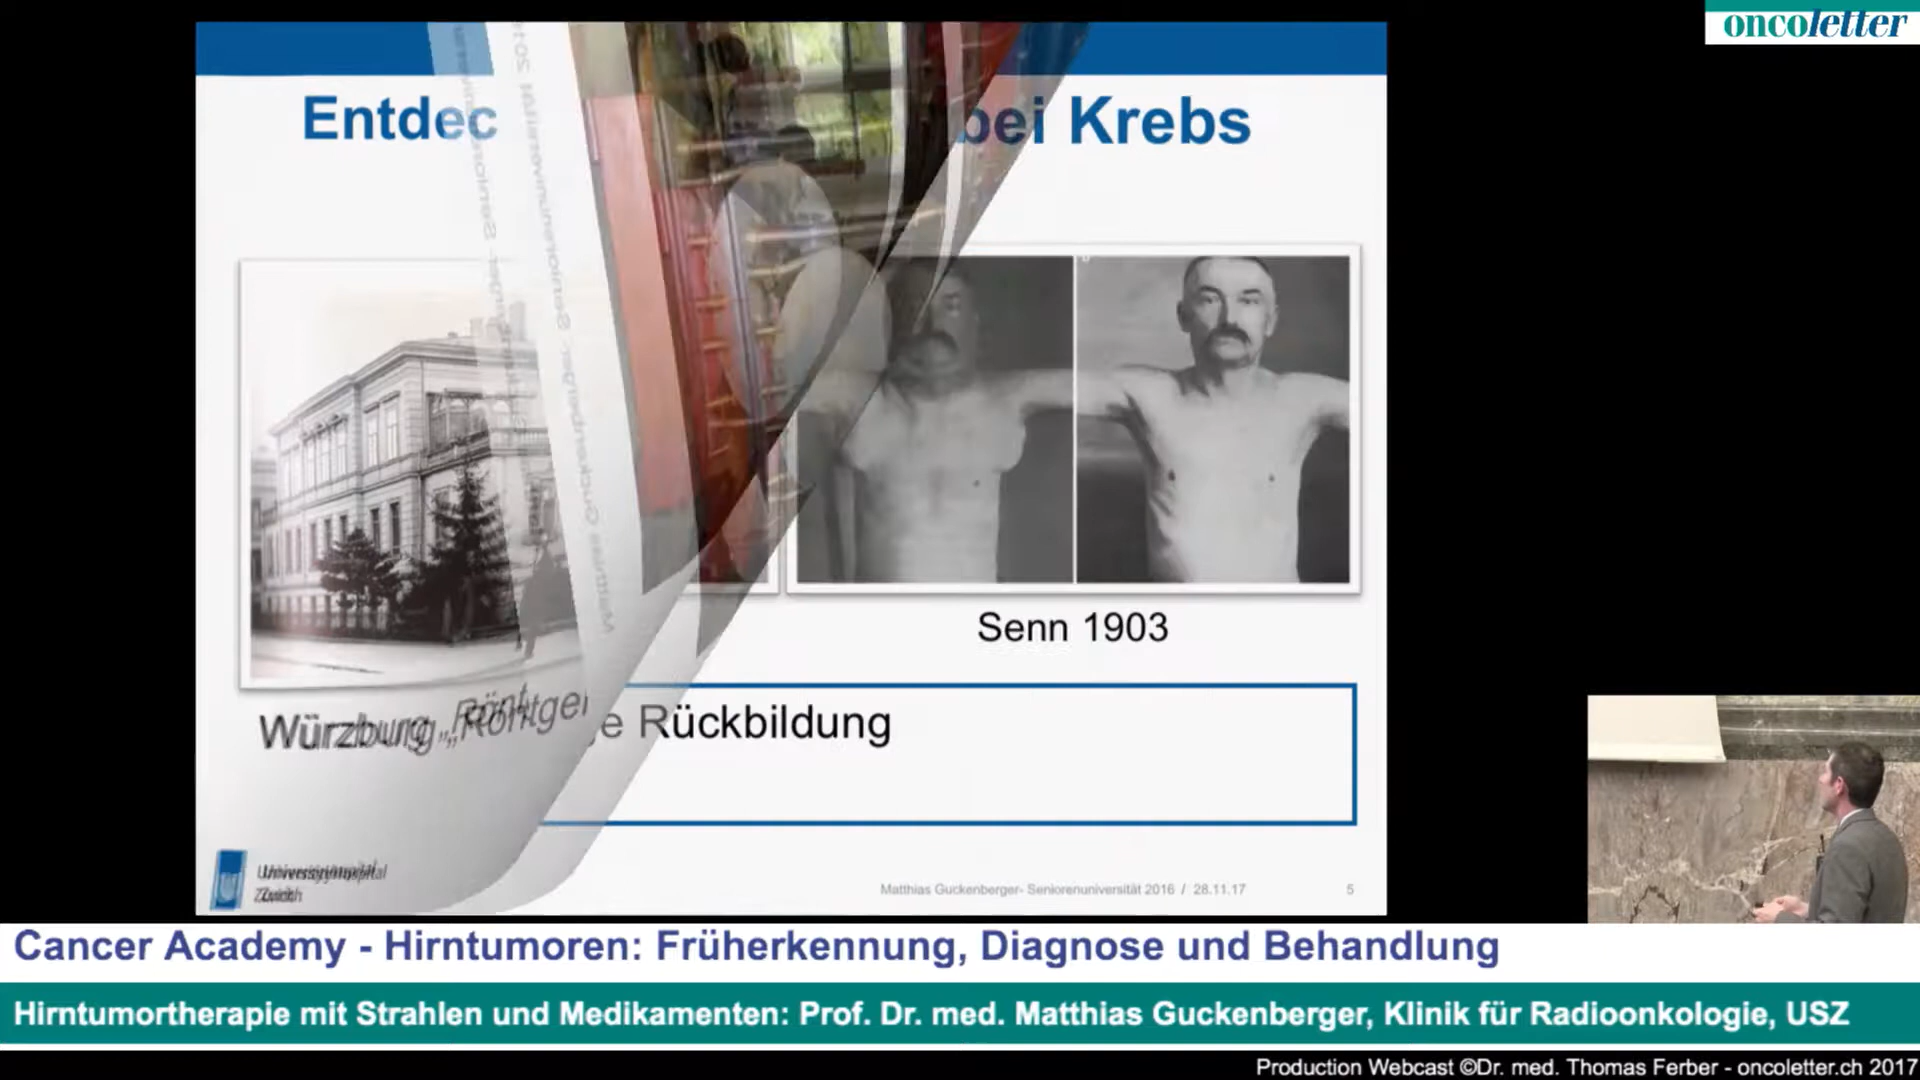 oncoletter
Entdec bei Krebs
Senn 1903
Würzburg „Röntgen
e Rückbildung
Matthias Guckenberger- Seniorenuniversität 2016 / 28.11.17 5
Cancer Academy - Hirntumoren: Früherkennung, Diagnose und Behandlung
Hirntumortherapie mit Strahlen und Medikamenten: Prof. Dr. med. Matthias Guckenberger, Klinik für Radioonkologie, USZ
Production Webcast ©Dr. med. Thomas Ferber - oncoletter.ch 2017